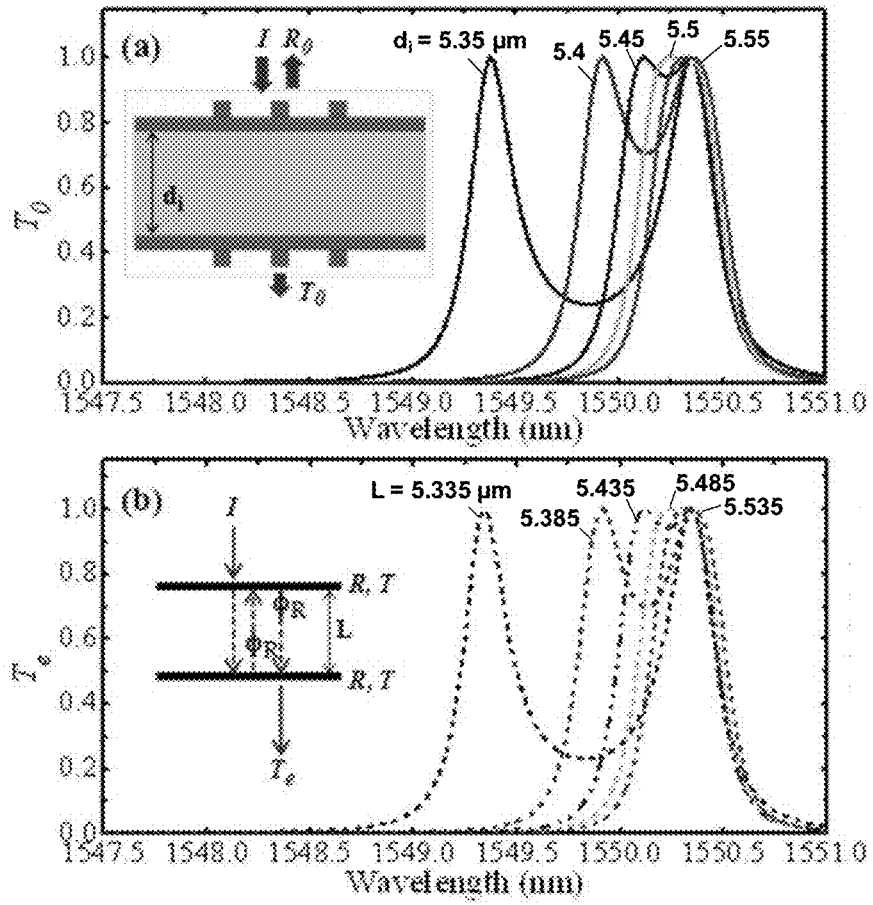 (a)
I R₀
dᵢ = 5.35 μm
5.4
5.45
5.5
5.55
1.0
0.8
0.6
0.4
0.2
0.0
T₀
dᵢ
T₀
1547.5 1548.0 1548.5 1549.0 1549.5 1550.0 1550.5 1551.0
Wavelength (nm)
(b)
I
L = 5.335 μm
5.385
5.435
5.485
5.535
1.0
0.8
0.6
0.4
0.2
0.0
Tₑ
R, T
ϕR
ϕR
L
R, T
Tₑ
1547.5 1548.0 1548.5 1549.0 1549.5 1550.0 1550.5 1551.0
Wavelength (nm)